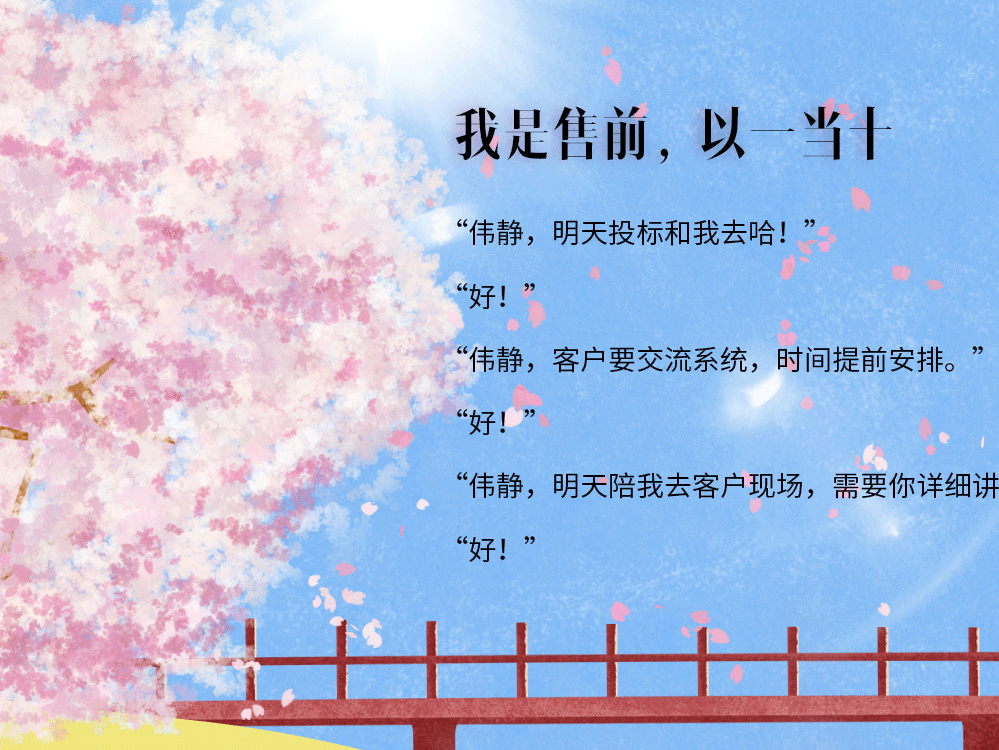 我是售前，以一当十
“伟静，明天投标和我去哈！”
“好！”
“伟静，客户要交流系统，时间提前安排。”
“好！”
“伟静，明天陪我去客户现场，需要你详细讲
“好！”